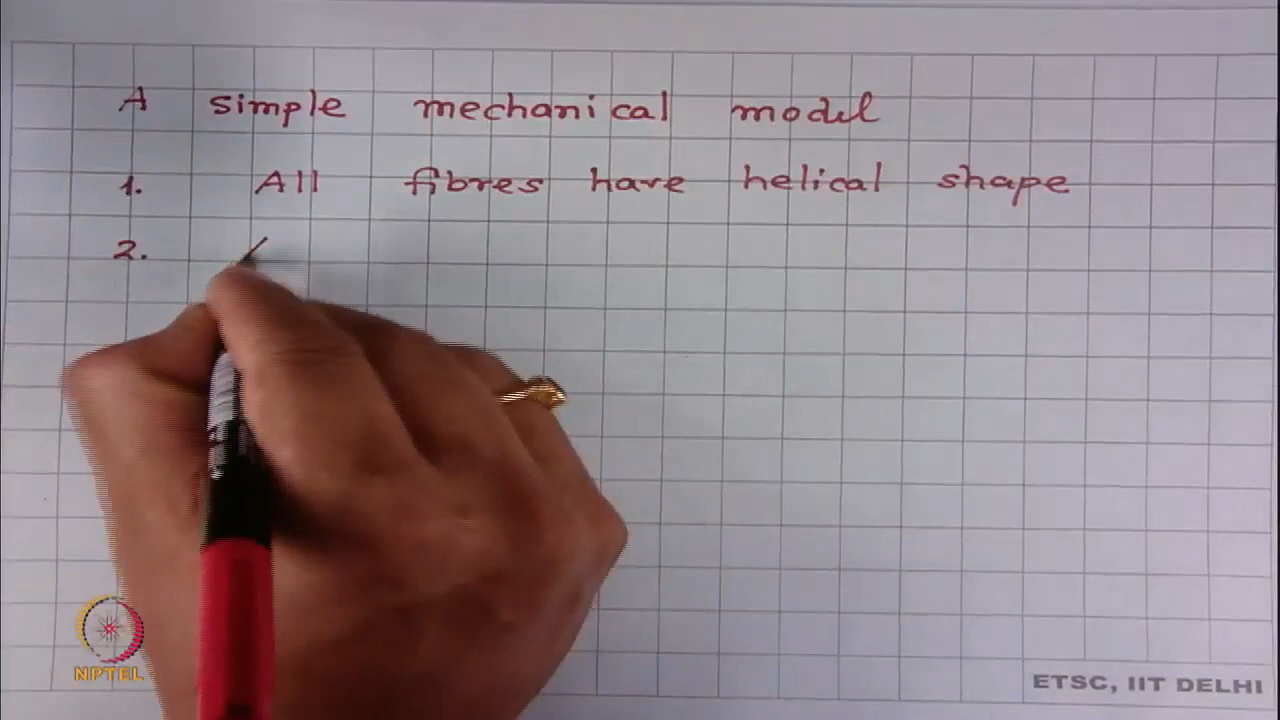 A simple mechanical model
1. All fibres have helical shape
2.
NPTEL
ETSC, IIT DELHI